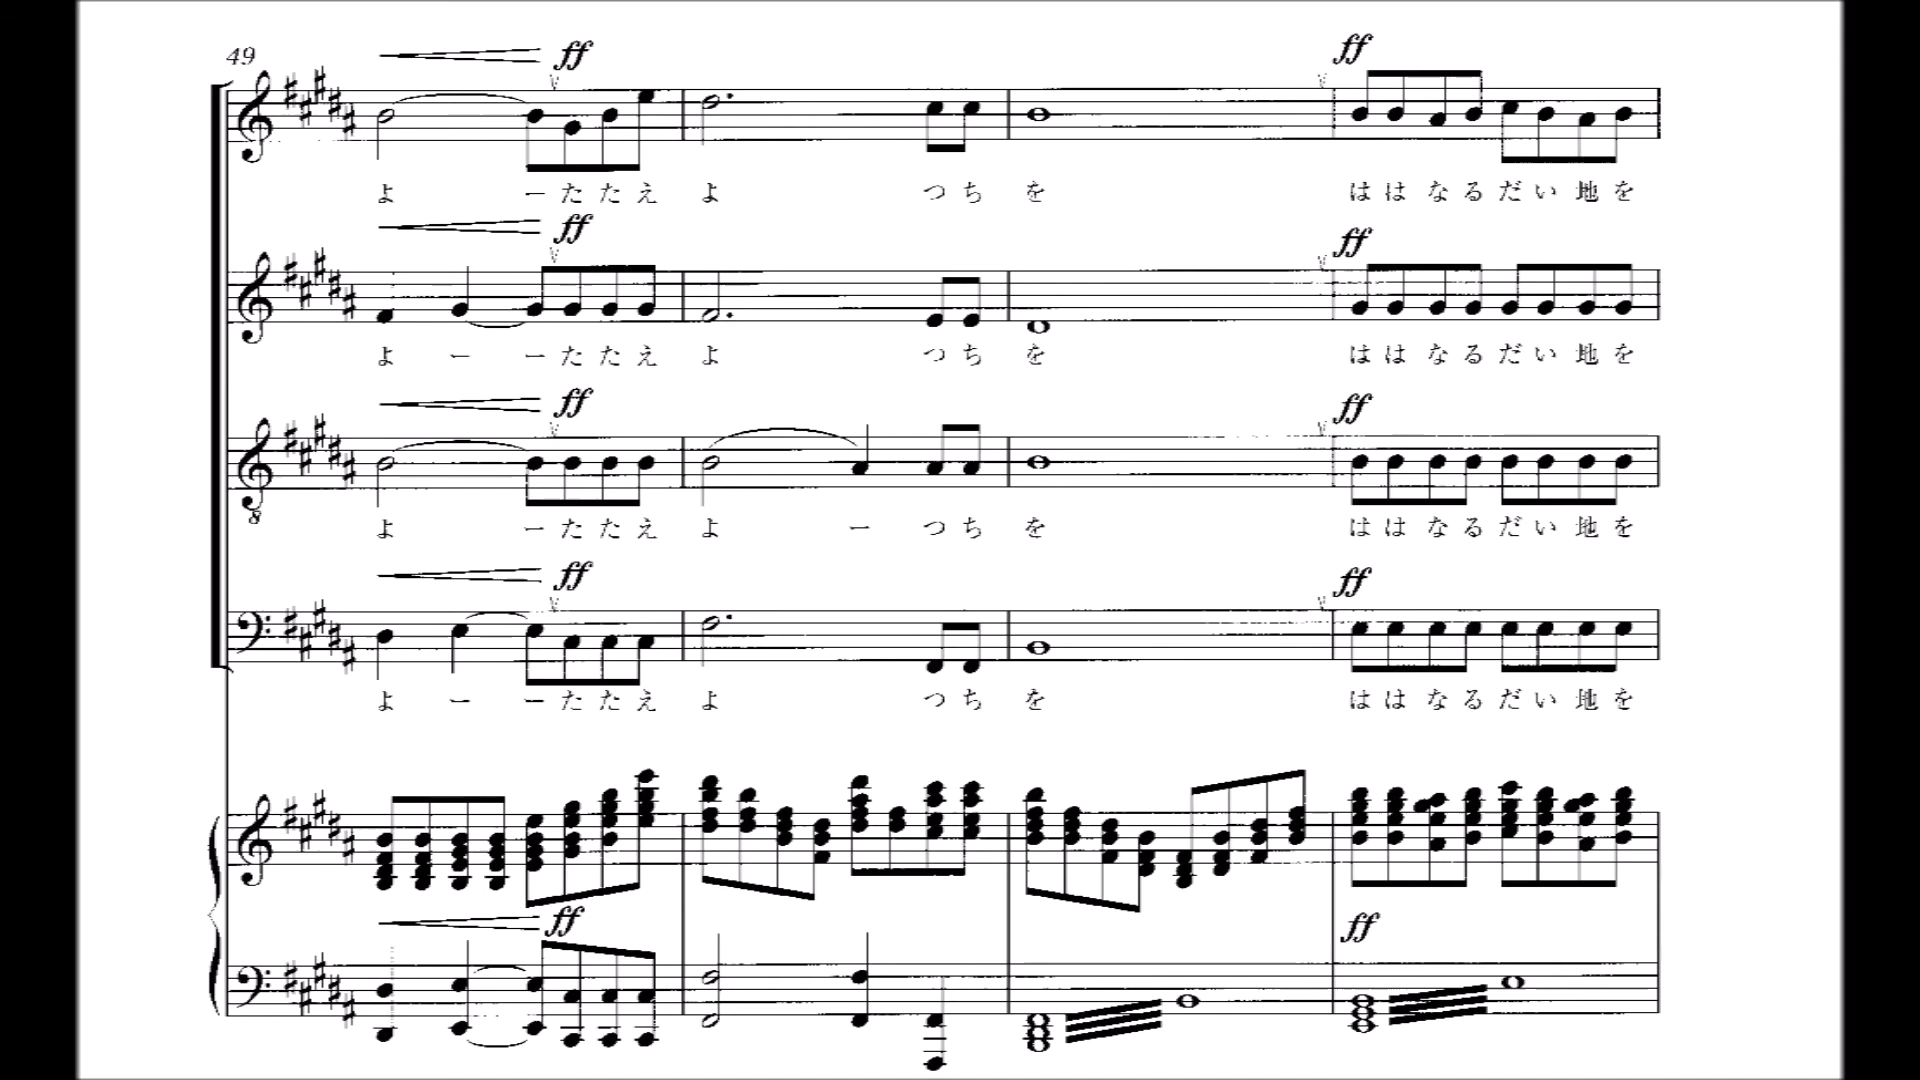 49
ff ff
よ ー た た え よ つ ち を は は な る だ い 地 を
ff ff
よ ー ー た た え よ つ ち を は は な る だ い 地 を
ff ff
8
よ ー た た え よ ー つ ち を は は な る だ い 地 を
ff ff
よ ー ー た た え よ つ ち を は は な る だ い 地 を
ff ff